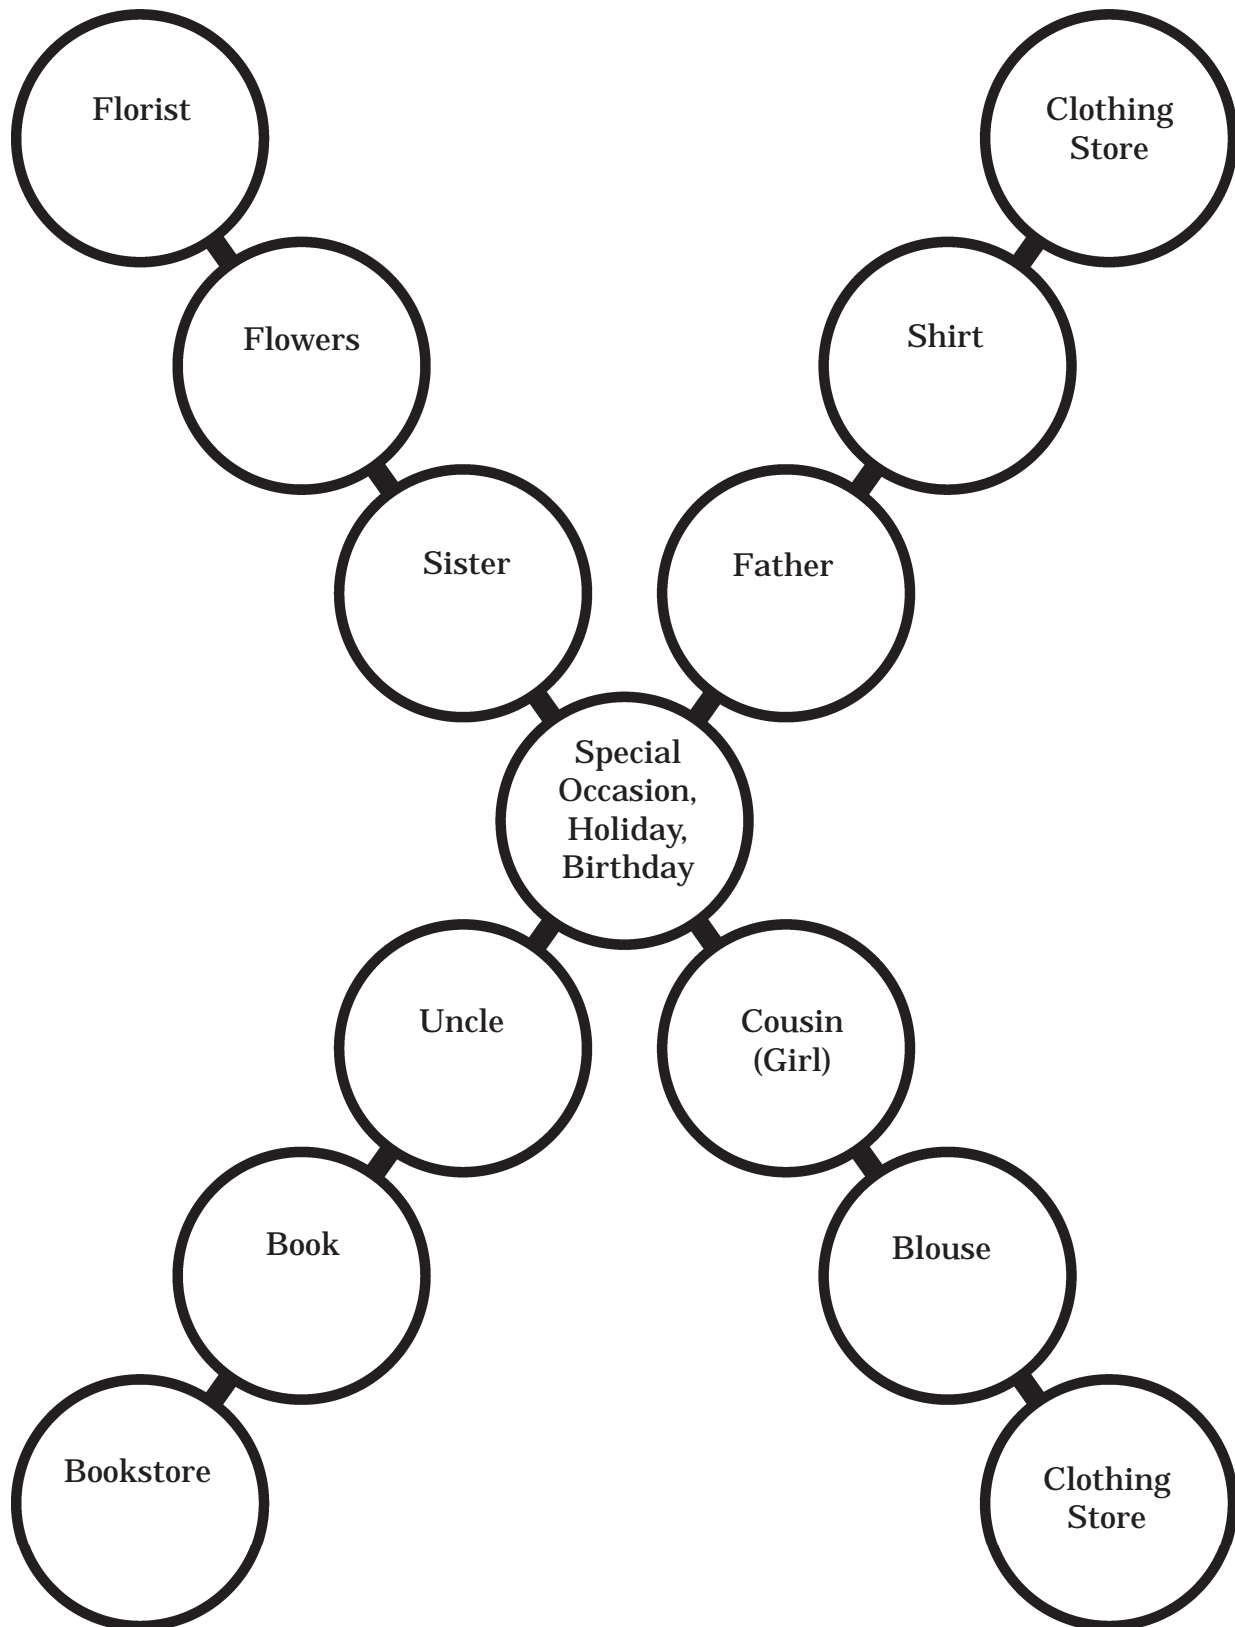 Florist
Clothing
Store
Flowers
Shirt
Sister
Father
Special
Occasion,
Holiday,
Birthday
Uncle
Cousin
(Girl)
Book
Blouse
Bookstore
Clothing
Store